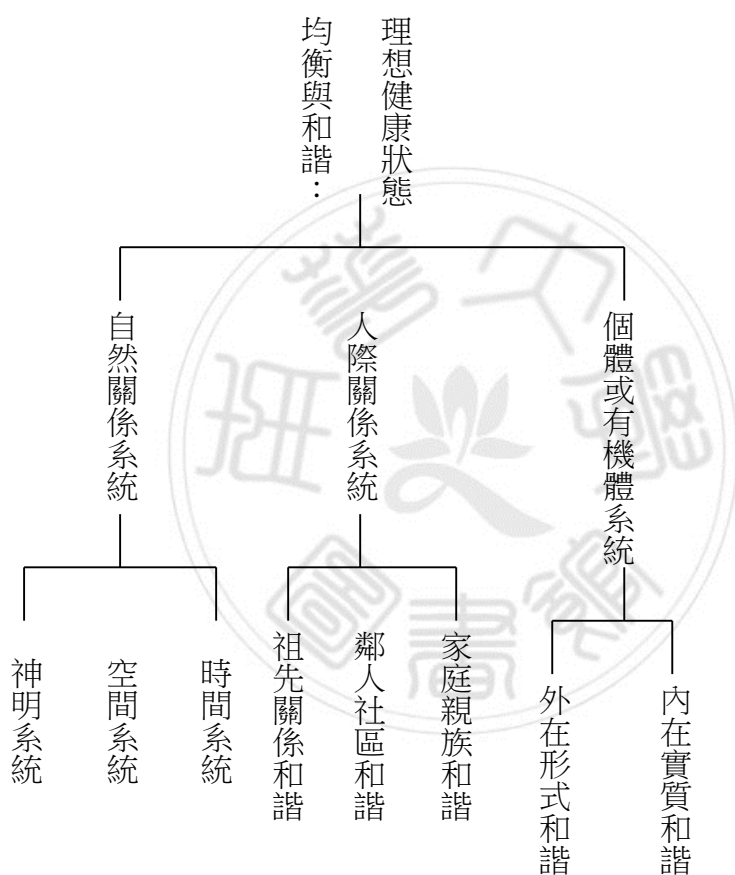 理想健康狀態
均衡與和諧：
個體或有機體系統
人際關係系統
自然關係系統
內在實質和諧
外在形式和諧
家庭親族和諧
鄰人社區和諧
祖先關係和諧
時間系統
空間系統
神明系統